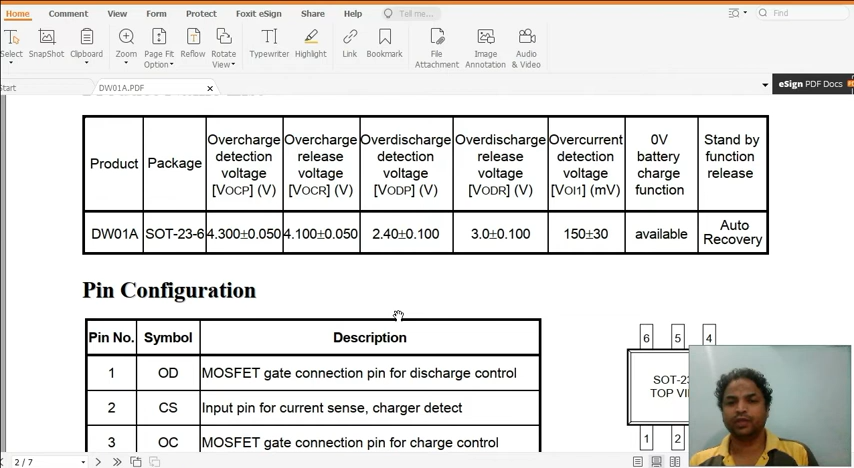 Home Comment View Form Protect Foxit eSign Share Help Tell me... Find
Select SnapShot Clipboard Zoom Page Fit Option Reflow Rotate View Typewriter Highlight Link Bookmark File Attachment Image Annotation Audio & Video
Start DW01A.PDF eSign PDF Docs
Product Package Overcharge detection voltage [VOCP] (V) Overcharge release voltage [VOCR] (V) Overdischarge detection voltage [VODP] (V) Overdischarge release voltage [VODR] (V) Overcurrent detection voltage [VOI1] (mV) 0V battery charge function Stand by function release
DW01A SOT-23-6 4.300±0.050 4.100±0.050 2.40±0.100 3.0±0.100 150±30 available Auto Recovery
Pin Configuration
Pin No. Symbol Description
1 OD MOSFET gate connection pin for discharge control
2 CS Input pin for current sense, charger detect
3 OC MOSFET gate connection pin for charge control
6 5 4
SOT-23
TOP VI
1 2
2 / 7